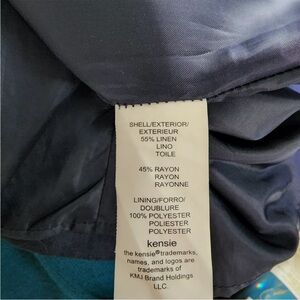 SHELL/EXTERIOR/
EXTERIEUR
55% LINEN
LINO
TOILE
45% RAYON
RAYON
RAYONNE
LINING/FORRO/
DOUBLURE
100% POLYESTER
POLIESTER
POLYESTER
kensie
the kensie®trademarks,
names, and logos are
trademarks of
KMJ Brand Holdings
LLC.